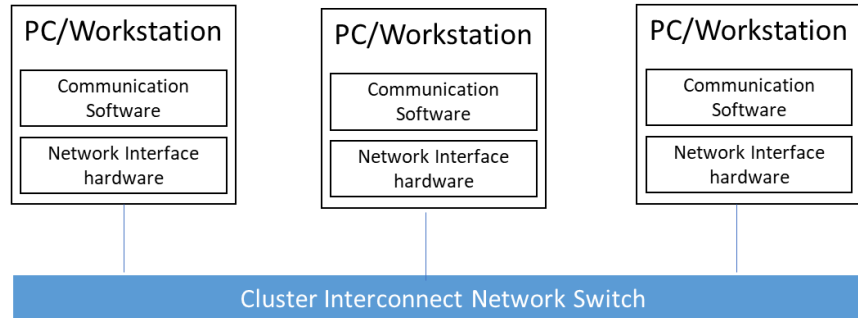 PC/Workstation
Communication
Software
Network Interface
hardware
PC/Workstation
Communication
Software
Network Interface
hardware
PC/Workstation
Communication
Software
Network Interface
hardware
Cluster Interconnect Network Switch